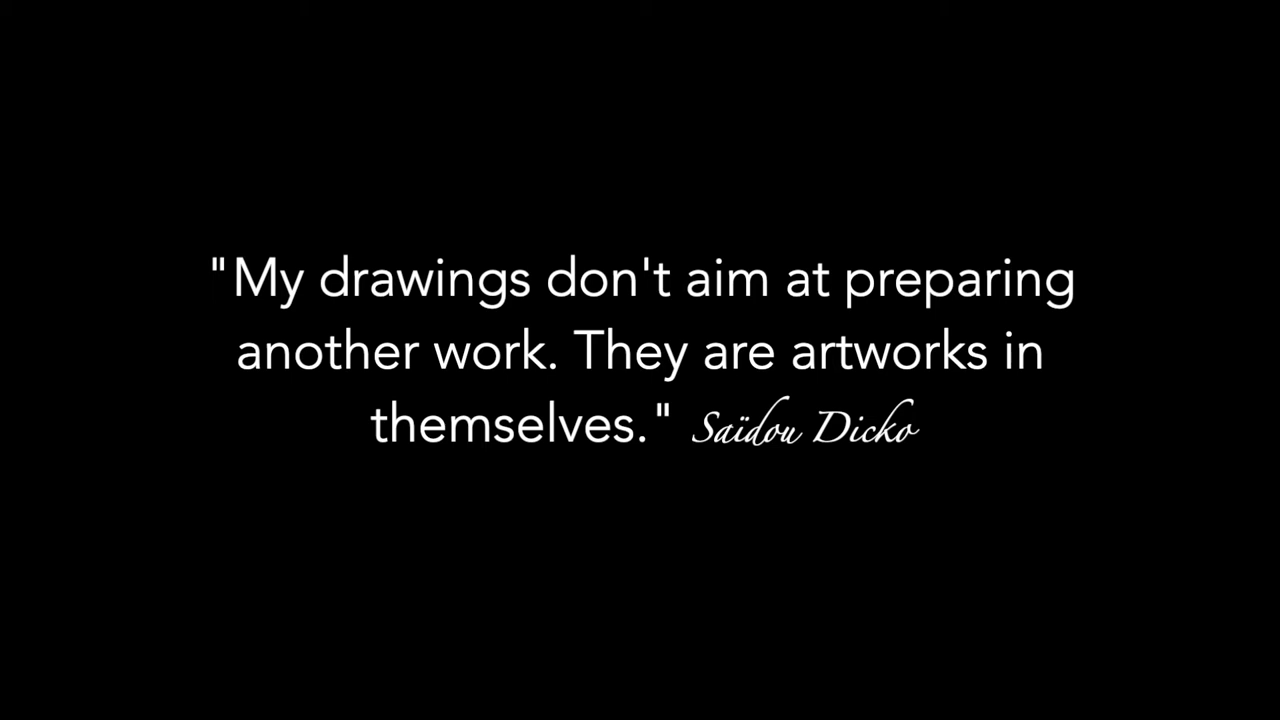 "My drawings don't aim at preparing
another work. They are artworks in
themselves." Saïdou Dicko